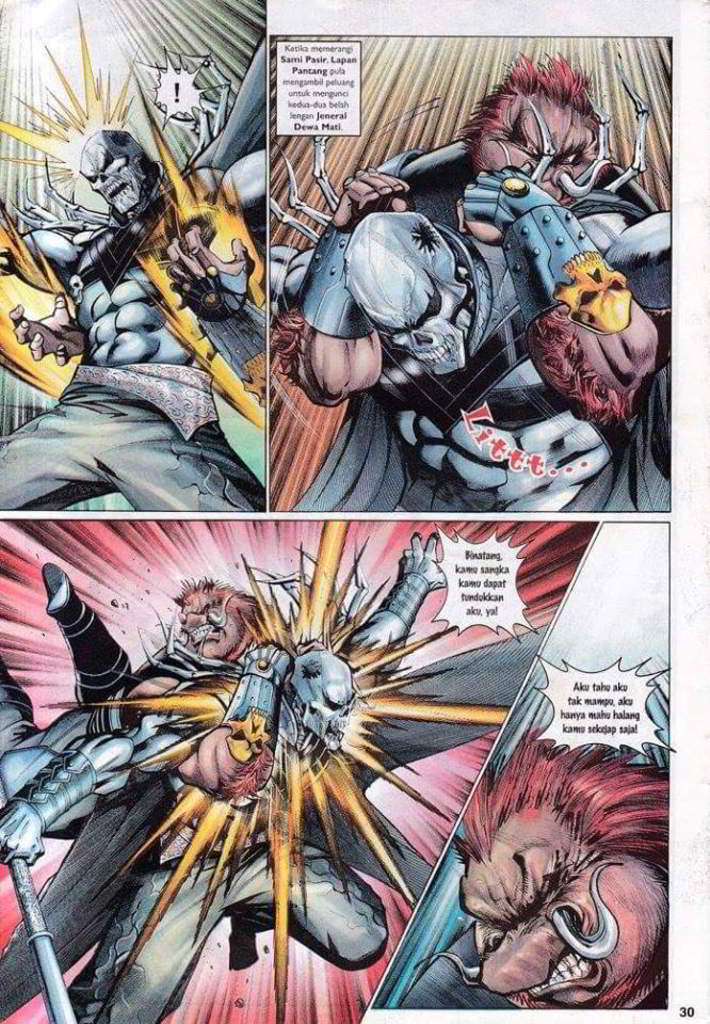 !
Ketika memerangi
Sami Pasir, Lapan
Pantang pula
mengambil peluang
untuk mengunci
kedua-dua belah
lengan Jeneral
Dewa Mati.
Littt...
Binatang,
kamu sangka
kamu dapat
tundukkan
aku, ya!
Aku tahu aku
tak mampu, aku
hanya mahu halang
kamu sekejap saja!
30